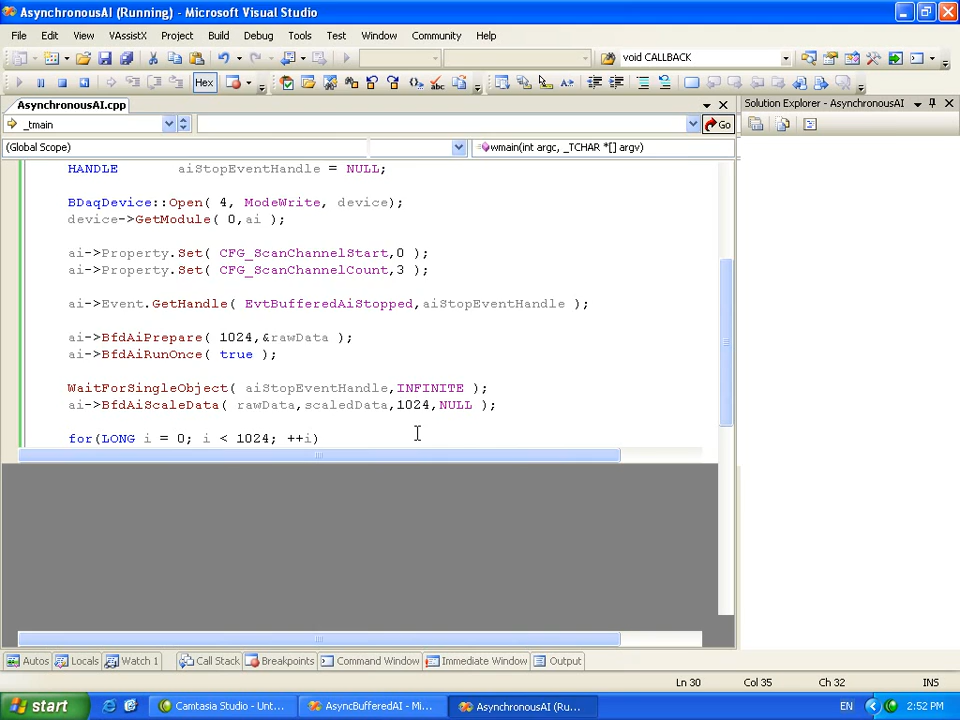 AsynchronousAI (Running) - Microsoft Visual Studio
File Edit View VAssistX Project Build Debug Tools Test Window Community Help
void CALLBACK
Hex
AsynchronousAI.cpp
Solution Explorer - AsynchronousAI
_tmain
Go
(Global Scope)
wmain(int argc, _TCHAR *[] argv)
HANDLE aiStopEventHandle = NULL;
BDaqDevice::Open( 4, ModeWrite, device);
device->GetModule( 0,ai );
ai->Property.Set( CFG_ScanChannelStart,0 );
ai->Property.Set( CFG_ScanChannelCount,3 );
ai->Event.GetHandle( EvtBufferedAiStopped,aiStopEventHandle );
ai->BfdAiPrepare( 1024,&rawData );
ai->BfdAiRunOnce( true );
WaitForSingleObject( aiStopEventHandle,INFINITE );
ai->BfdAiScaleData( rawData,scaledData,1024,NULL );
for(LONG i = 0; i < 1024; ++i)
Autos Locals Watch 1 Call Stack Breakpoints Command Window Immediate Window Output
Ln 30 Col 35 Ch 32 INS
start Camtasia Studio - Unt... AsyncBufferedAI - Mi... AsynchronousAI (Ru... EN 2:52 PM